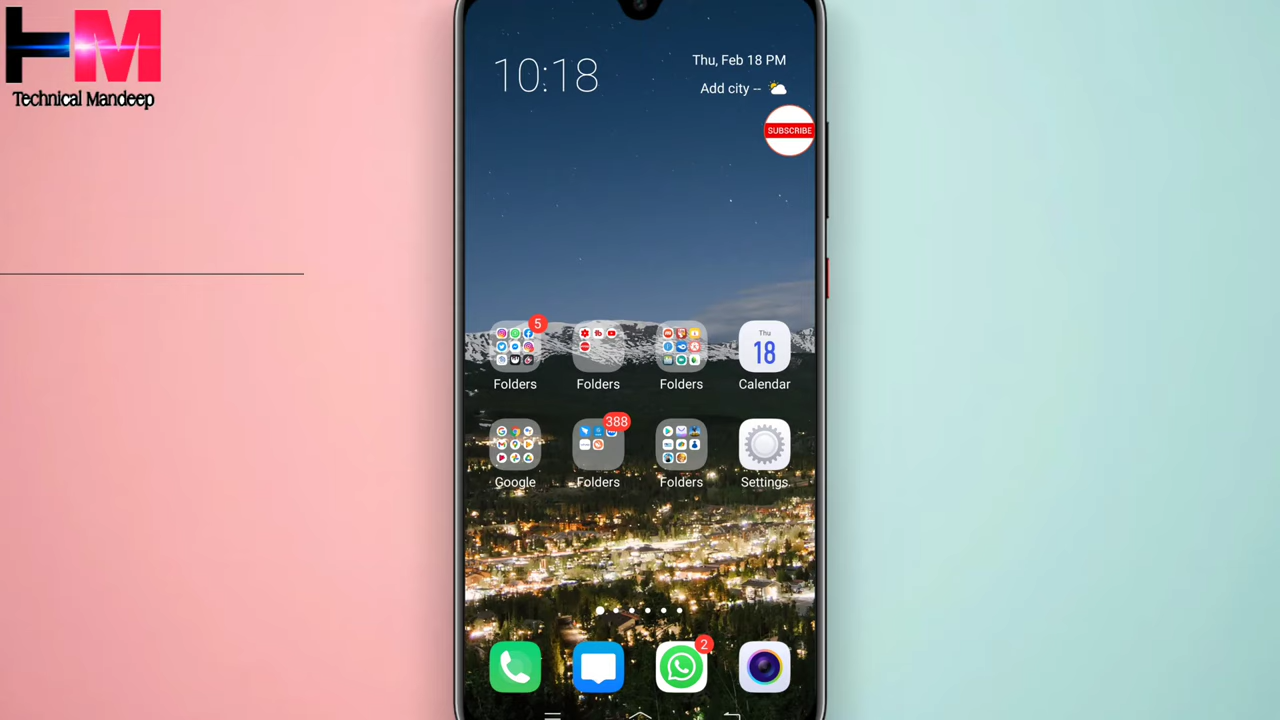 TM
Technical Mandeep
10:18
Thu, Feb 18 PM
Add city --
SUBSCRIBE
5
Folders
Folders
Folders
Thu
18
Calendar
388
Google
Folders
Folders
Settings
2